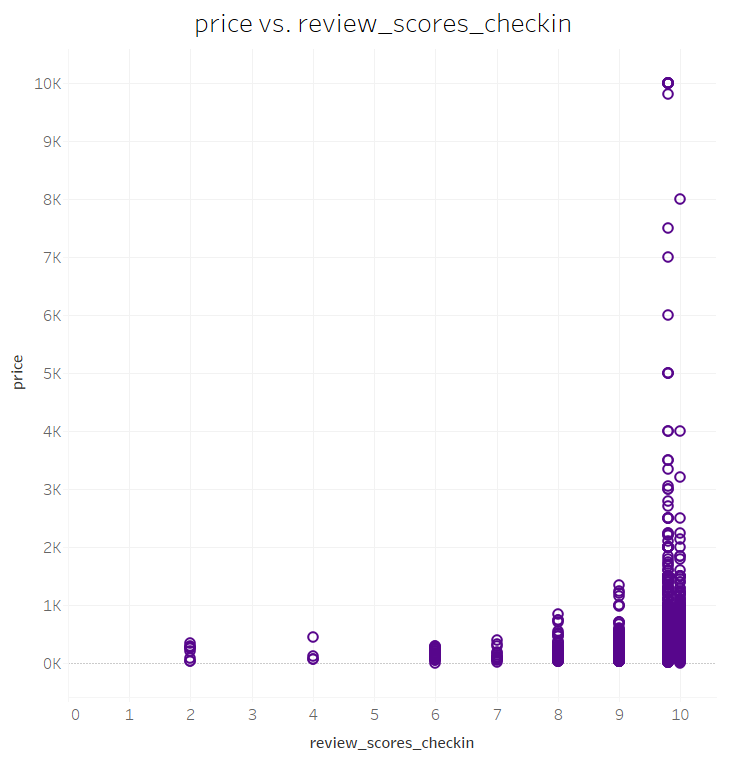 price vs. review_scores_checkin
10K
9K
8K
7K
6K
5K
4K
3K
2K
1K
0K
price
0 1 2 3 4 5 6 7 8 9 10
review_scores_checkin